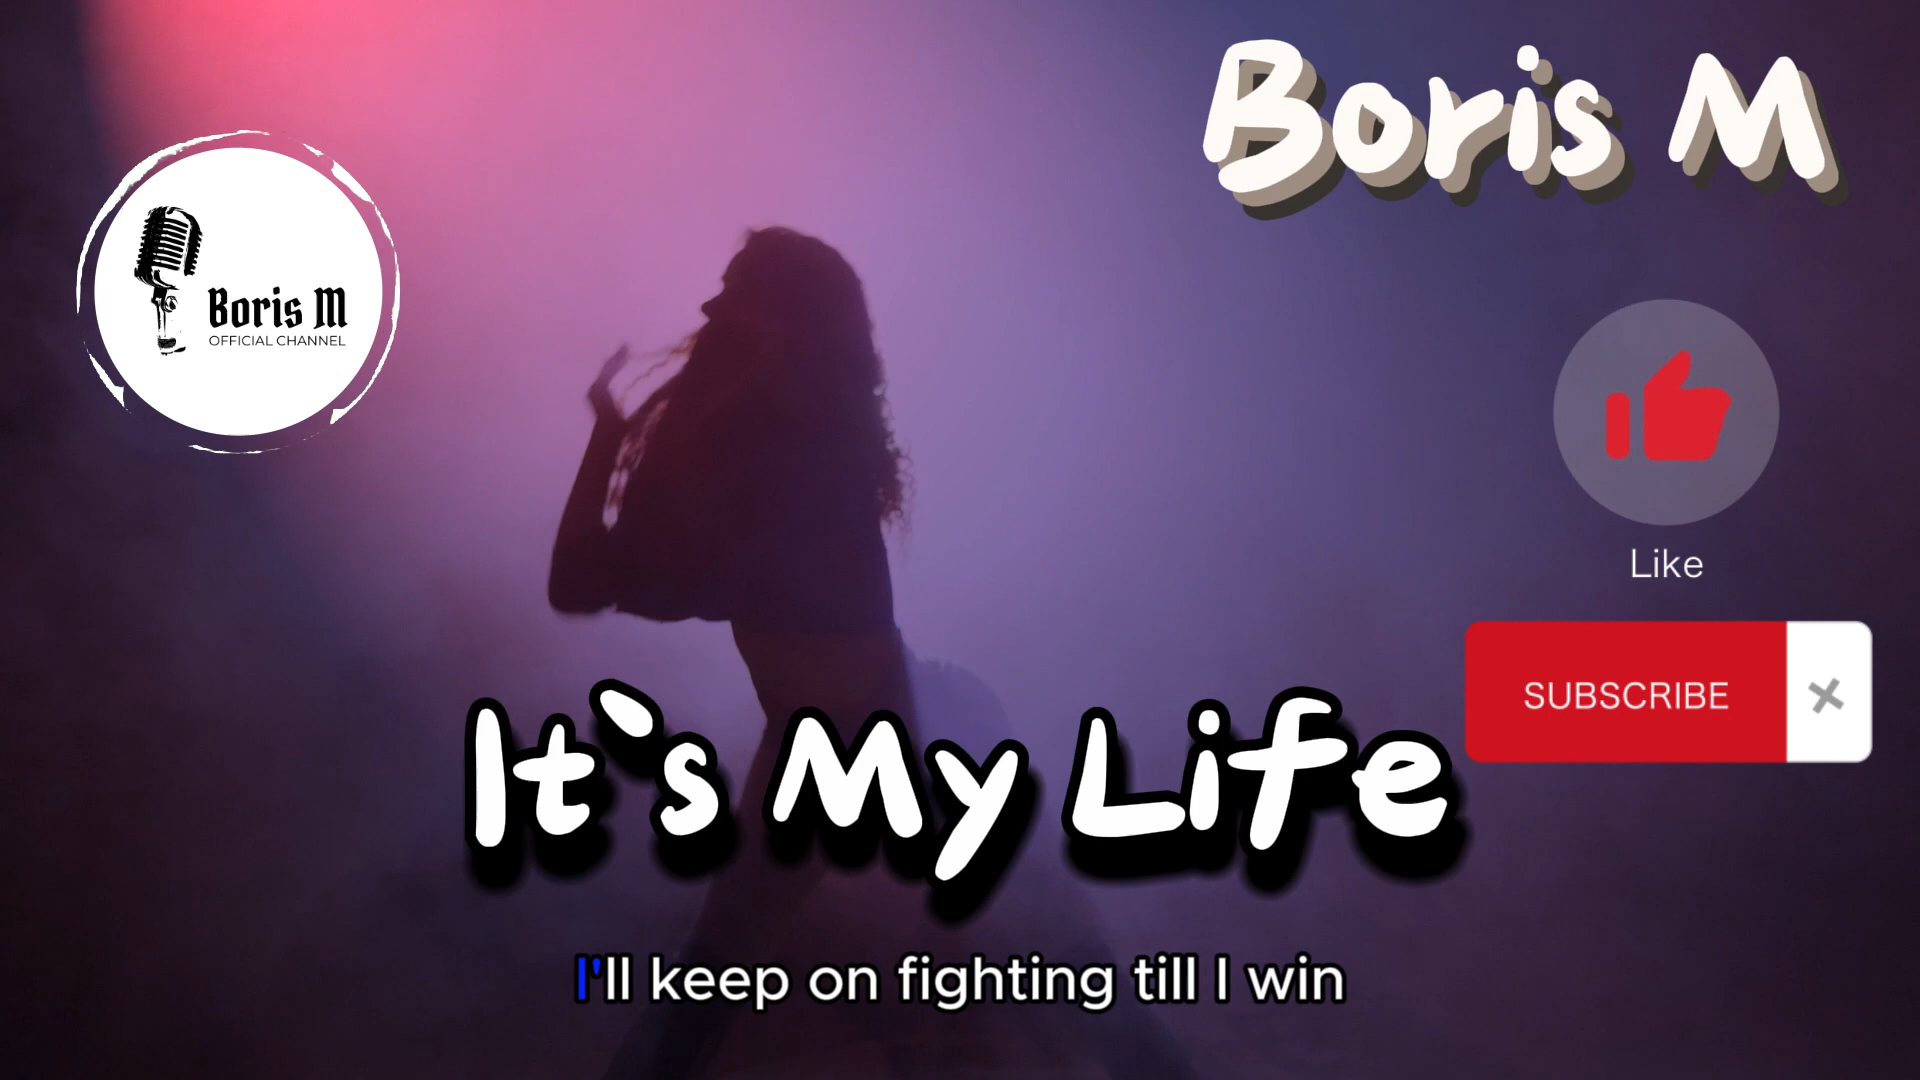 Boris M
Boris M
OFFICIAL CHANNEL
Like
SUBSCRIBE
It`s My Life
I'll keep on fighting till I win